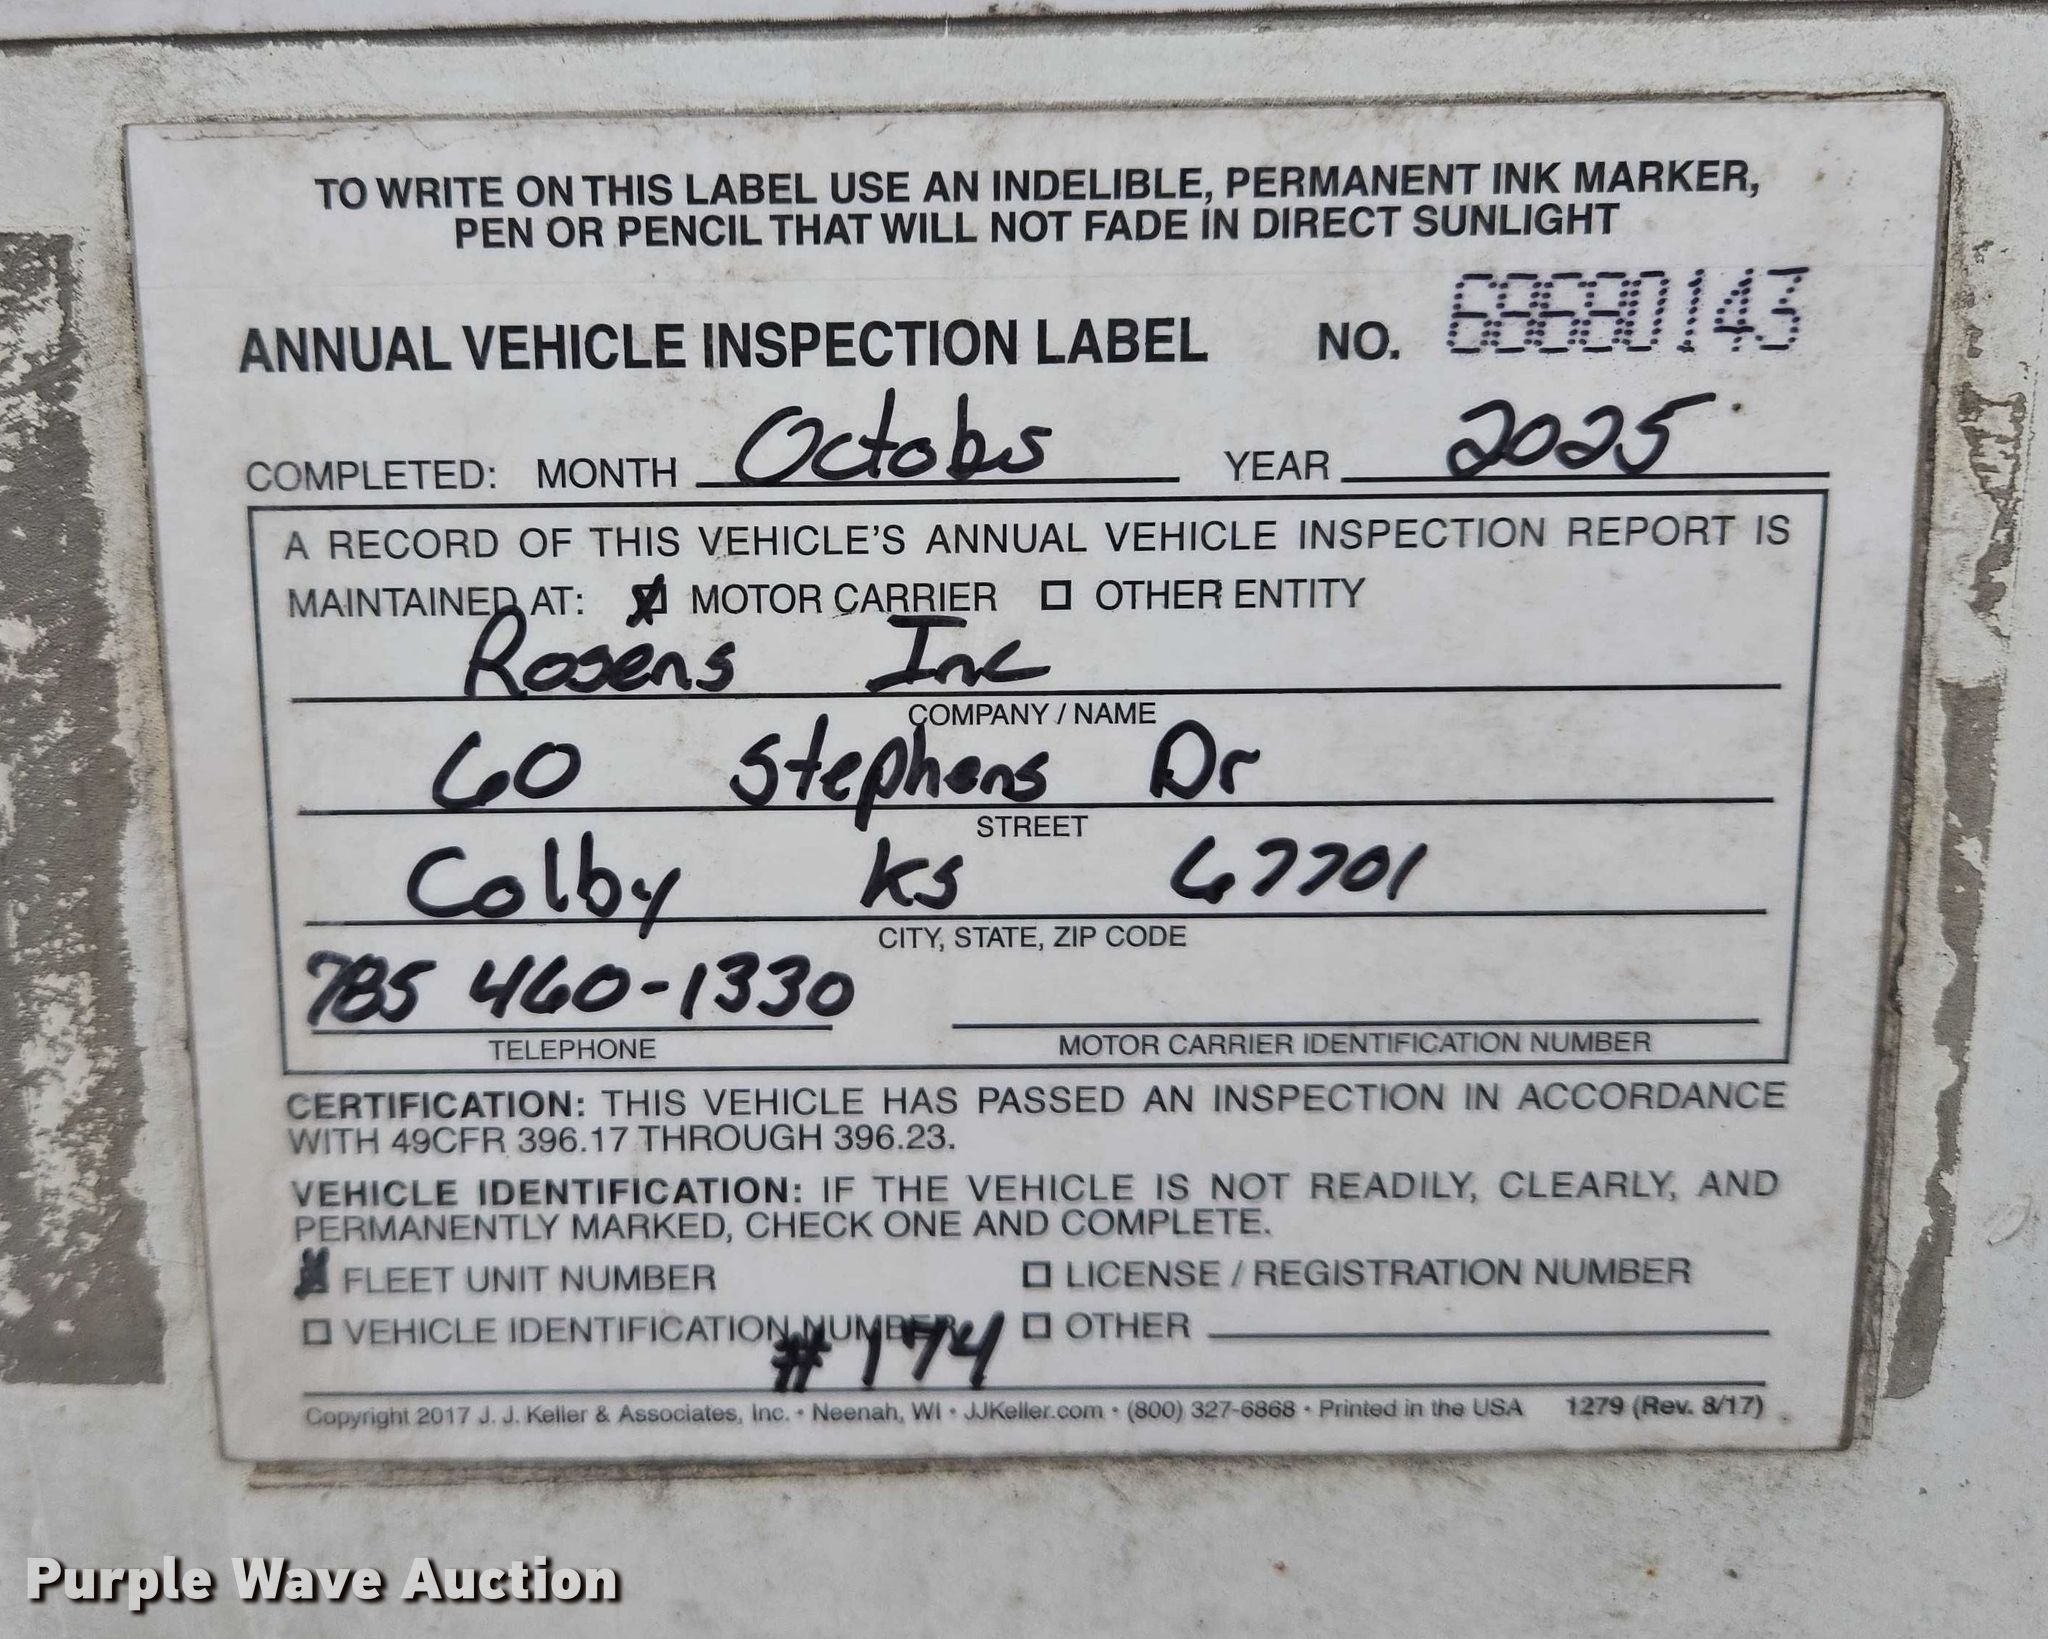 TO WRITE ON THIS LABEL USE AN INDELIBLE, PERMANENT INK MARKER,
PEN OR PENCIL THAT WILL NOT FADE IN DIRECT SUNLIGHT
ANNUAL VEHICLE INSPECTION LABEL NO. 68680143
COMPLETED: MONTH Octobs YEAR 2025
A RECORD OF THIS VEHICLE'S ANNUAL VEHICLE INSPECTION REPORT IS
MAINTAINED AT: MOTOR CARRIER OTHER ENTITY
Rosens Inc
COMPANY / NAME
60 Stephens Dr
STREET
Colby KS 67701
CITY, STATE, ZIP CODE
785 460-1330
TELEPHONE MOTOR CARRIER IDENTIFICATION NUMBER
CERTIFICATION: THIS VEHICLE HAS PASSED AN INSPECTION IN ACCORDANCE
WITH 49CFR 396.17 THROUGH 396.23.
VEHICLE IDENTIFICATION: IF THE VEHICLE IS NOT READILY, CLEARLY, AND
PERMANENTLY MARKED, CHECK ONE AND COMPLETE.
FLEET UNIT NUMBER LICENSE / REGISTRATION NUMBER
VEHICLE IDENTIFICATION NUMBER OTHER
#174
Copyright 2017 J. J. Keller & Associates, Inc. • Neenah, WI • JJKeller.com • (800) 327-6868 • Printed in the USA 1279 (Rev. 8/17)
Purple Wave Auction